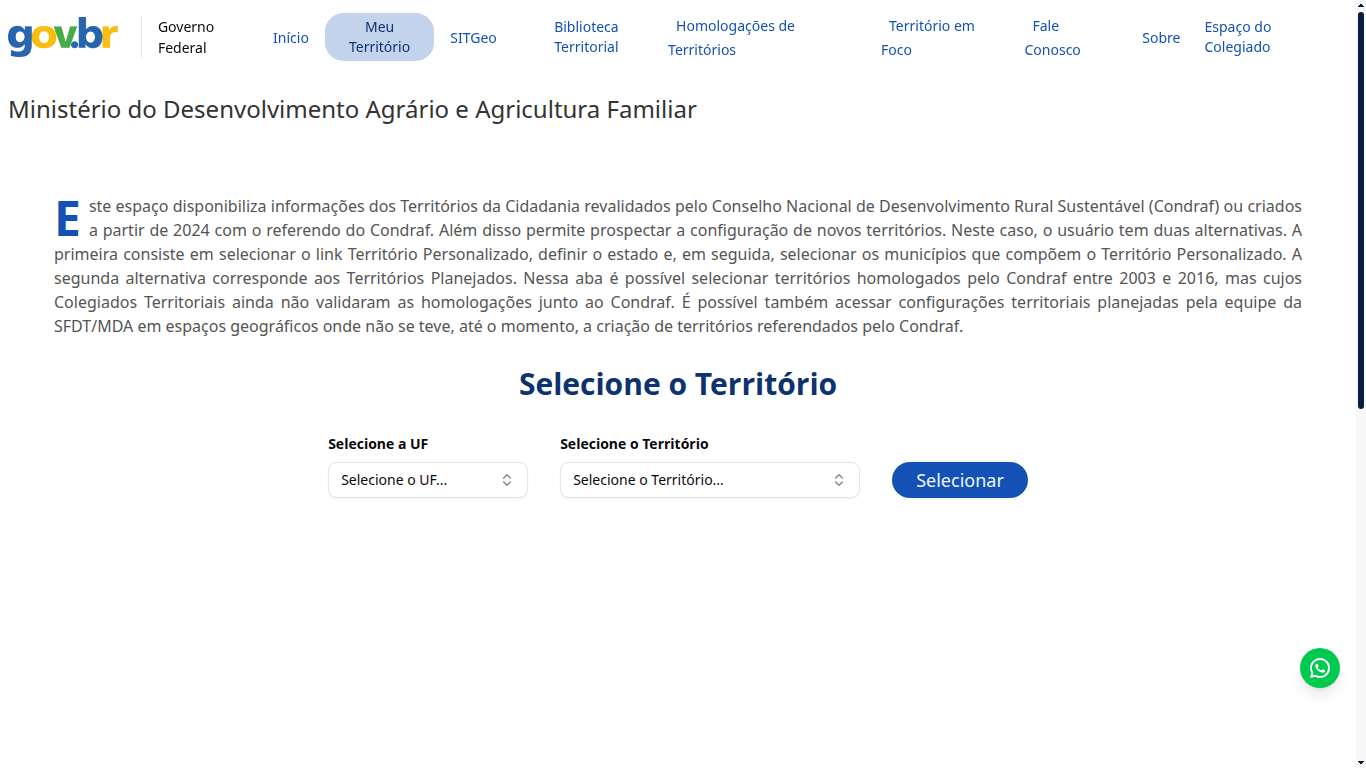 gov.br
Governo
Federal
Início
Meu
Território
SITGeo
Biblioteca
Territorial
Homologações de
Territórios
Território em
Foco
Fale
Conosco
Sobre
Espaço do
Colegiado
Ministério do Desenvolvimento Agrário e Agricultura Familiar
Este espaço disponibiliza informações dos Territórios da Cidadania revalidados pelo Conselho Nacional de Desenvolvimento Rural Sustentável (Condraf) ou criados
a partir de 2024 com o referendo do Condraf. Além disso permite prospectar a configuração de novos territórios. Neste caso, o usuário tem duas alternativas. A
primeira consiste em selecionar o link Território Personalizado, definir o estado e, em seguida, selecionar os municípios que compõem o Território Personalizado. A
segunda alternativa corresponde aos Territórios Planejados. Nessa aba é possível selecionar territórios homologados pelo Condraf entre 2003 e 2016, mas cujos
Colegiados Territoriais ainda não validaram as homologações junto ao Condraf. É possível também acessar configurações territoriais planejadas pela equipe da
SFDT/MDA em espaços geográficos onde não se teve, até o momento, a criação de territórios referendados pelo Condraf.
Selecione o Território
Selecione a UF
Selecione o Território
Selecione o UF...
Selecione o Território...
Selecionar